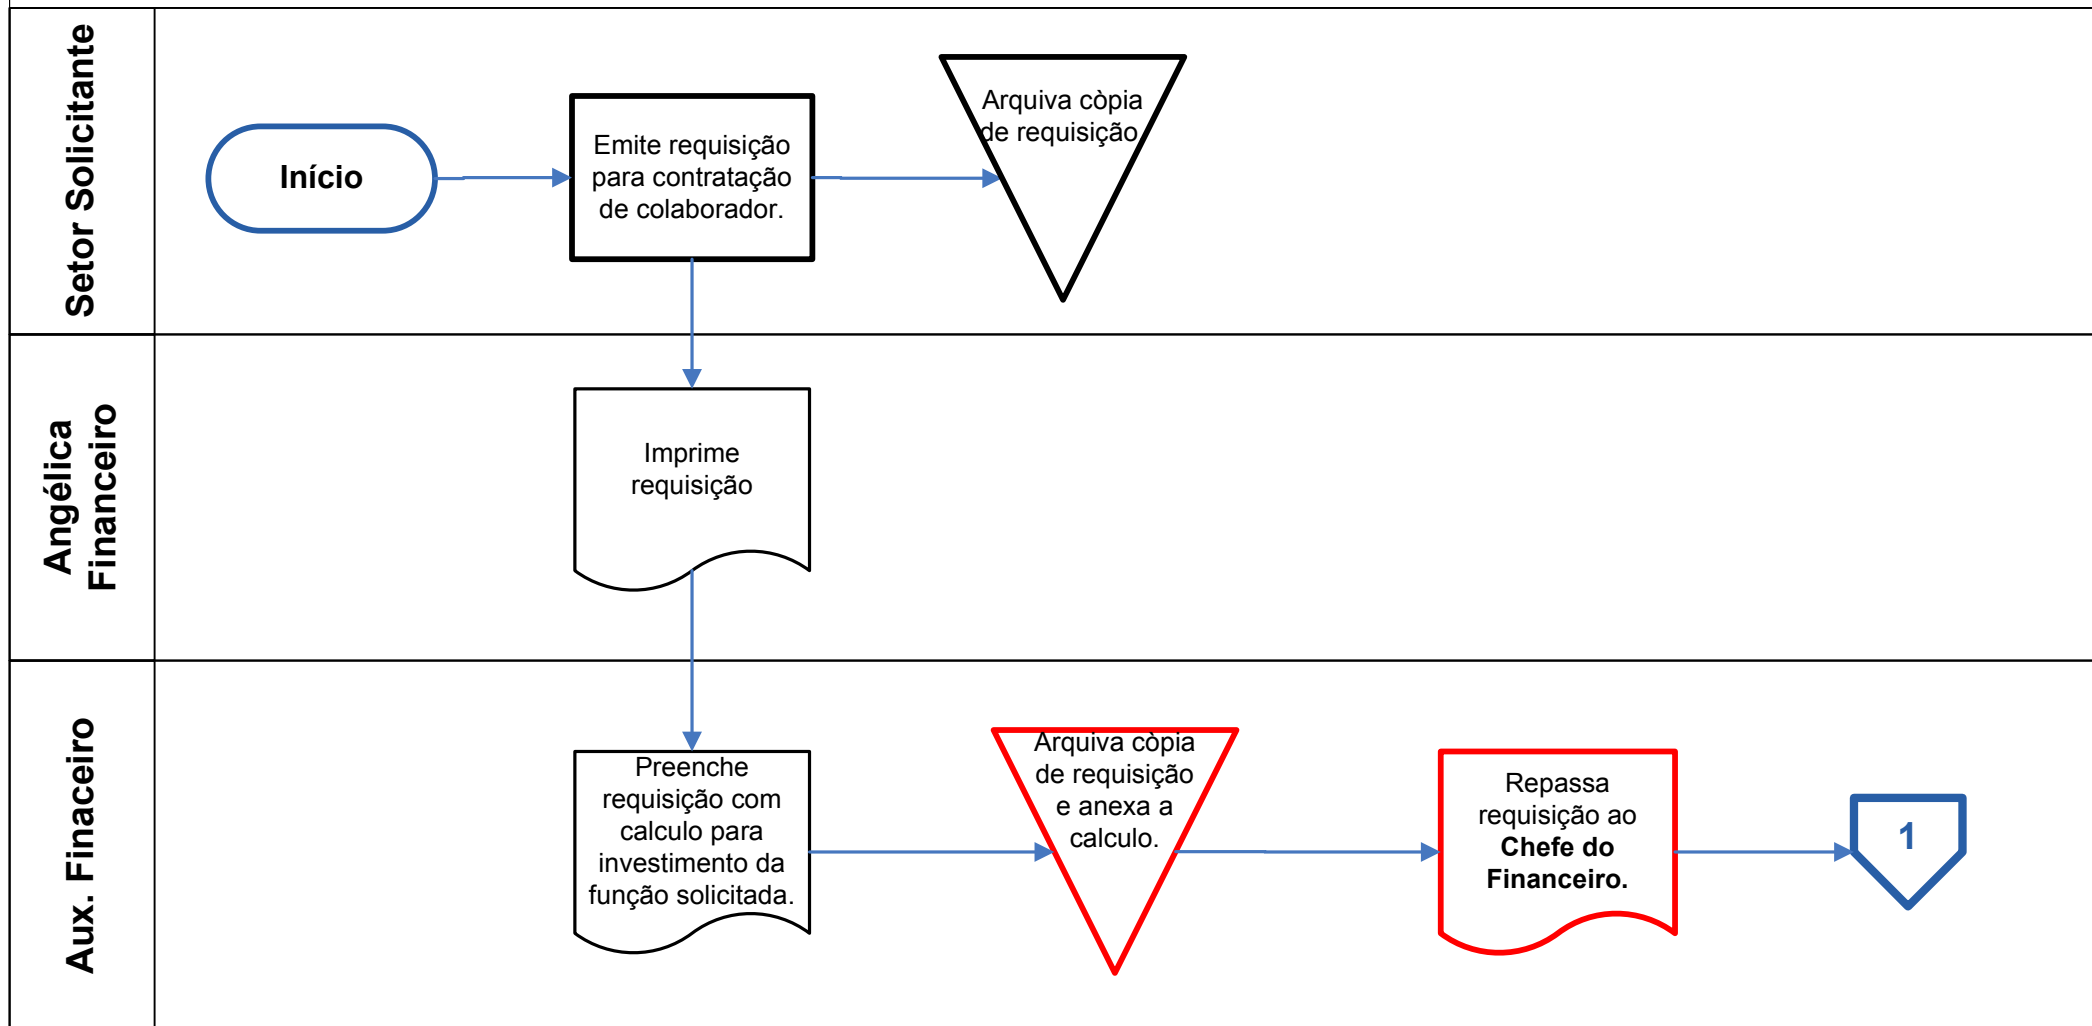 Setor Solicitante
Início
Emite requisição
para contratação
de colaborador.
Arquiva còpia
de requisição.
Angélica
Financeiro
Imprime
requisição
Aux. Finaceiro
Preenche
requisição com
calculo para
investimento da
função solicitada.
Arquiva còpia
de requisição
e anexa a
calculo.
Repassa
requisição ao
Chefe do
Financeiro.
1